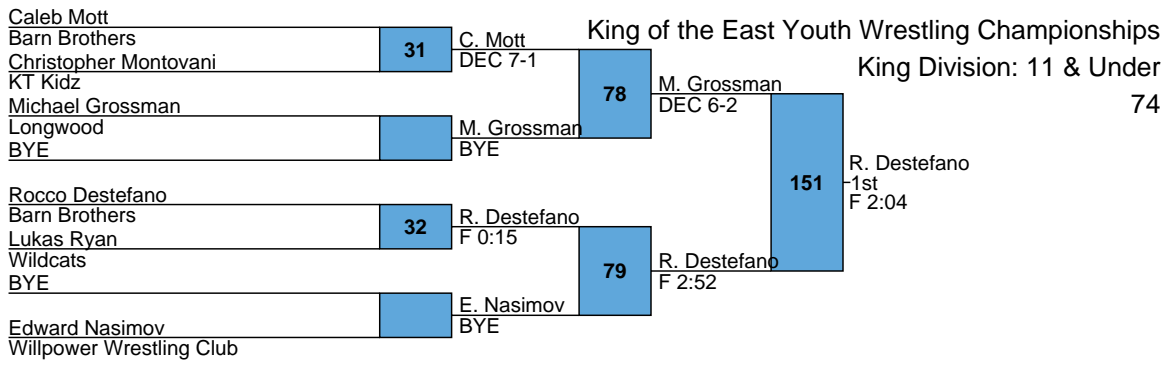 King of the East Youth Wrestling Championships
King Division: 11 & Under
74
Caleb Mott
Barn Brothers
Christopher Montovani
KT Kidz
Michael Grossman
Longwood
BYE
Rocco Destefano
Barn Brothers
Lukas Ryan
Wildcats
BYE
Edward Nasimov
Willpower Wrestling Club
31
32
C. Mott
DEC 7-1
M. Grossman
BYE
R. Destefano
F 0:15
E. Nasimov
BYE
78
79
M. Grossman
DEC 6-2
R. Destefano
F 2:52
151
R. Destefano
1st
F 2:04